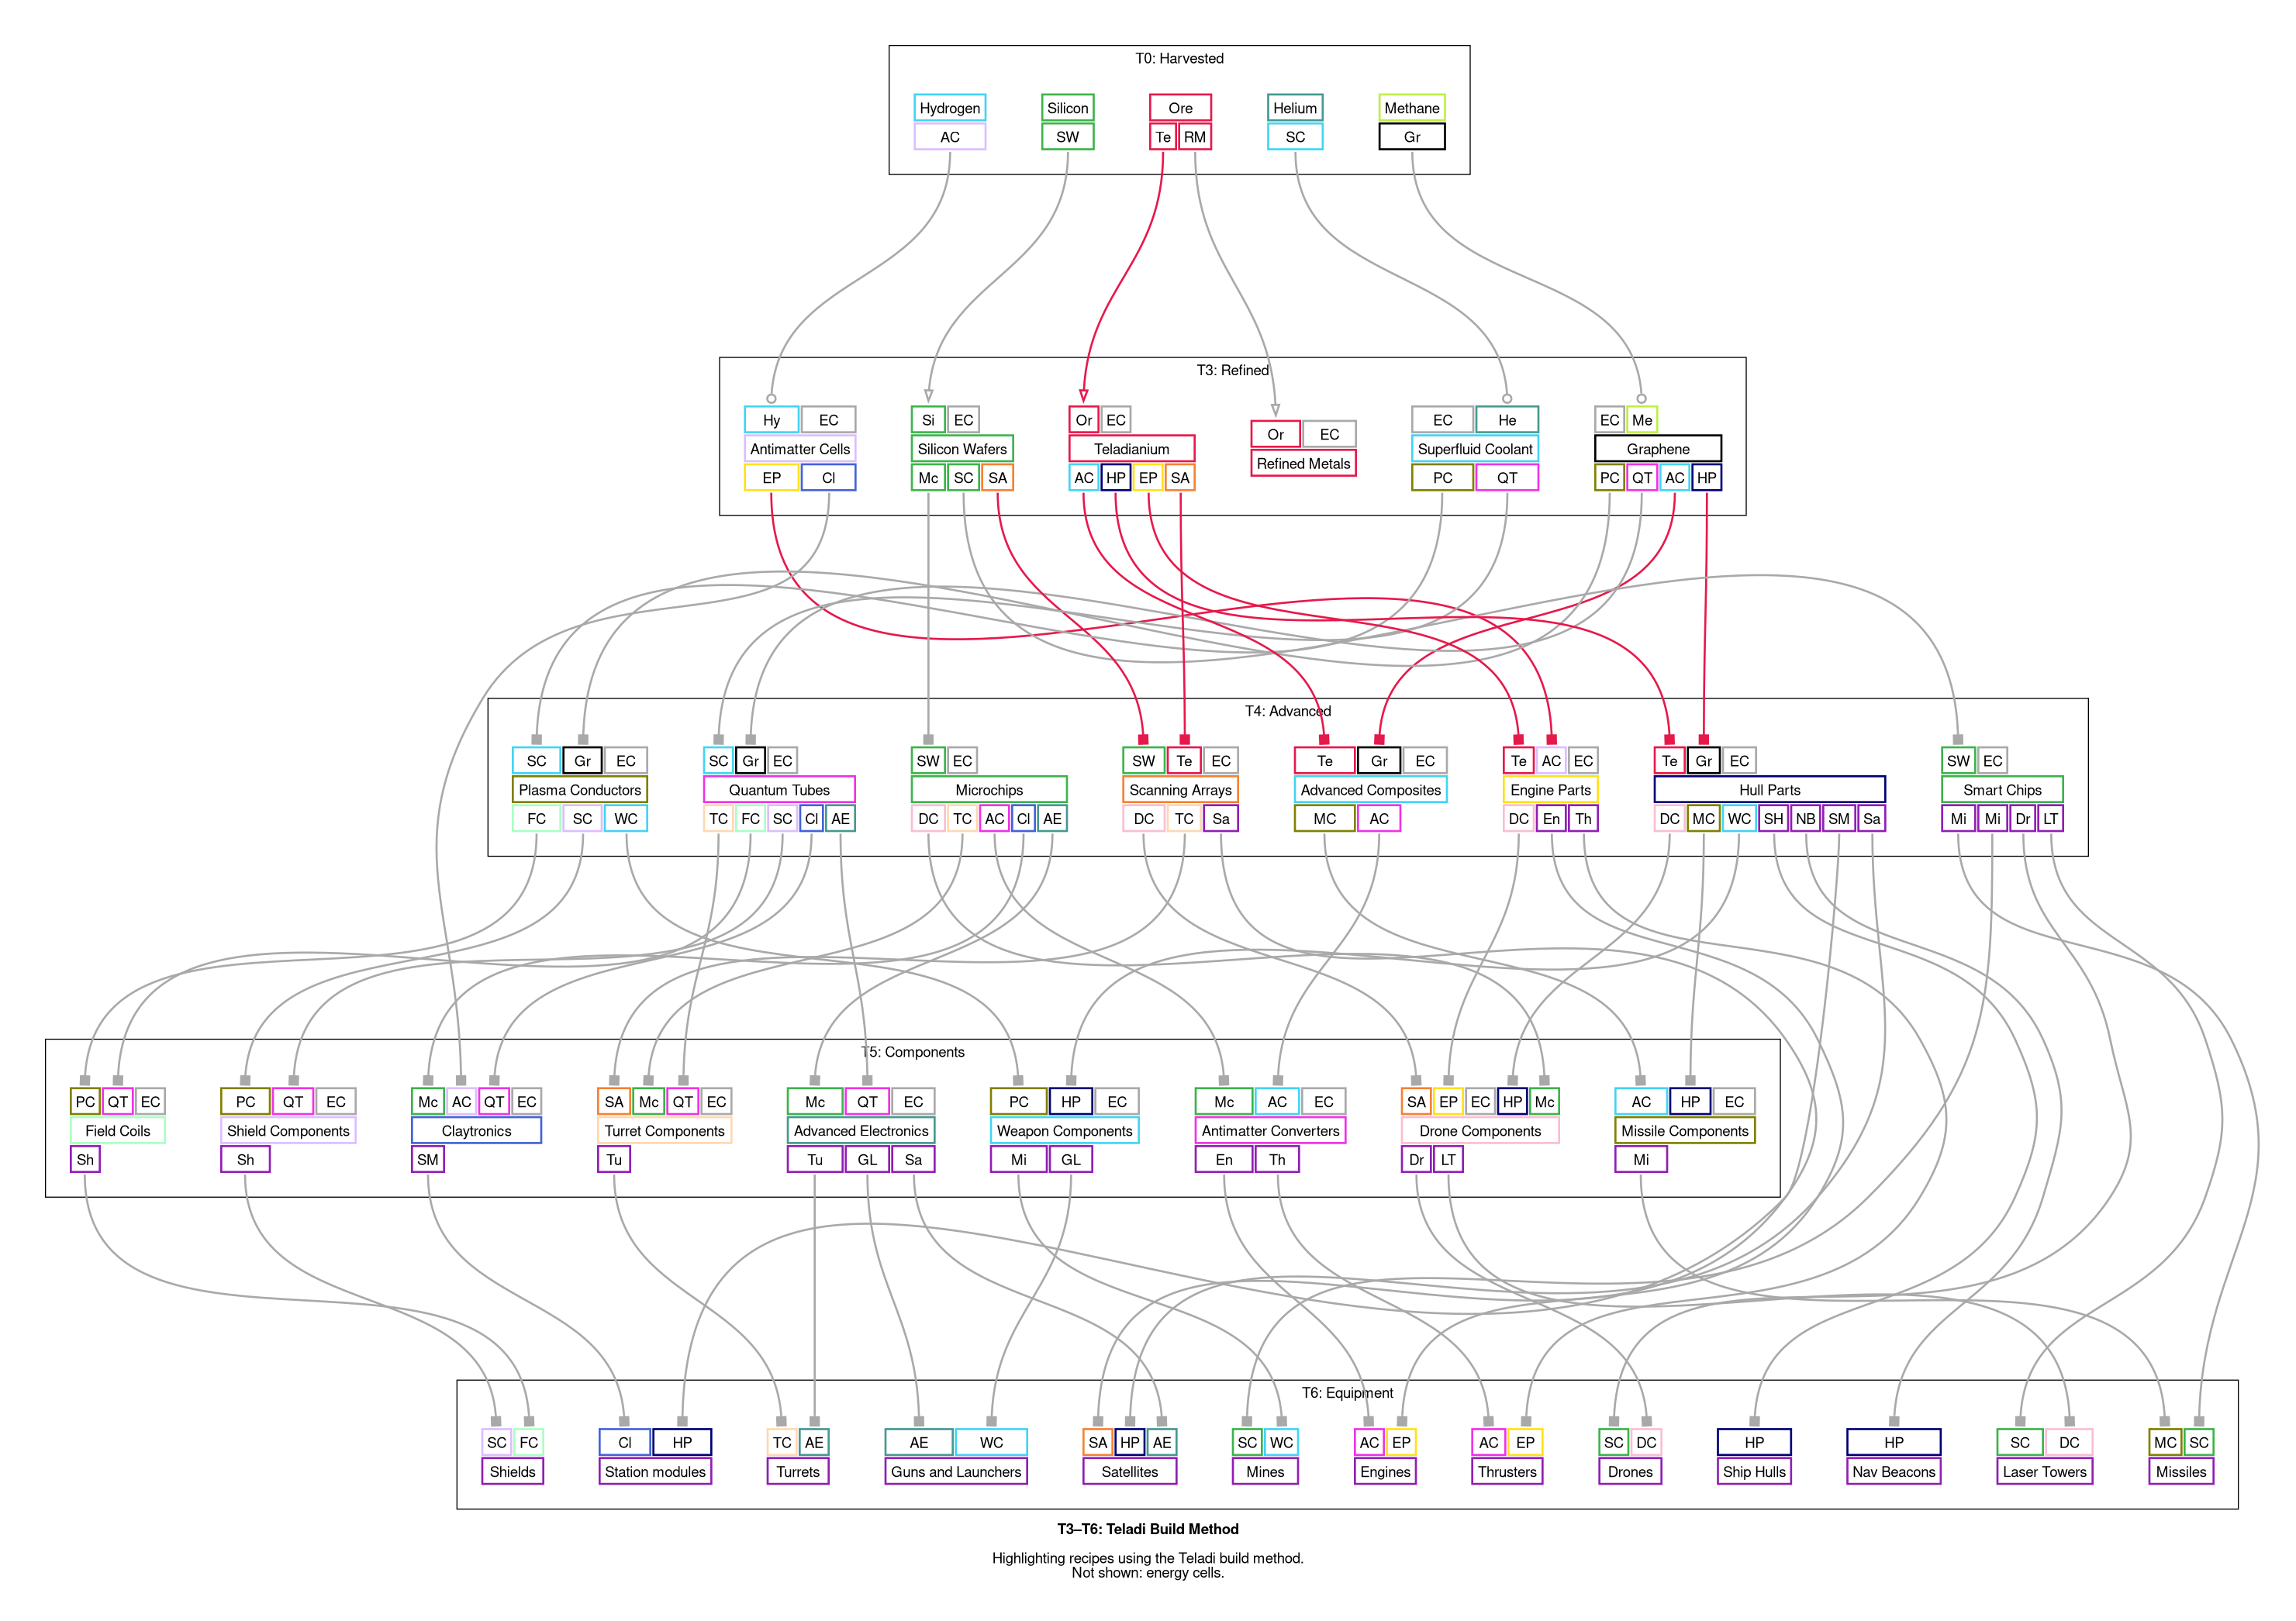 T0: Harvested
Hydrogen Silicon Ore Helium Methane
AC SW Te RM SC Gr
T3: Refined
Hy EC Si EC Or EC Or EC EC He EC Me
Antimatter Cells Silicon Wafers Teladianium Refined Metals Superfluid Coolant Graphene
EP Cl Mc SC SA AC HP EP SA PC QT PC QT AC HP
T4: Advanced
SC Gr EC SC Gr EC SW EC SW Te EC Te Gr EC Te AC EC Te Gr EC SW EC
Plasma Conductors Quantum Tubes Microchips Scanning Arrays Advanced Composites Engine Parts Hull Parts Smart Chips
FC SC WC TC FC SC Cl AE DC TC AC Cl AE DC TC Sa MC AC DC En Th DC MC WC SH NB SM Sa Mi Mi Dr LT
T5: Components
PC QT EC PC QT EC Mc AC QT EC SA Mc QT EC Mc QT EC PC HP EC Mc AC EC SA EP EC HP Mc AC HP EC
Field Coils Shield Components Claytronics Turret Components Advanced Electronics Weapon Components Antimatter Converters Drone Components Missile Components
Sh Sh SM Tu Tu GL Sa Mi GL En Th Dr LT Mi
T6: Equipment
SC FC Cl HP TC AE AE WC SA HP AE SC WC AC EP AC EP SC DC HP HP SC DC MC SC
Shields Station modules Turrets Guns and Launchers Satellites Mines Engines Thrusters Drones Ship Hulls Nav Beacons Laser Towers Missiles
T3–T6: Teladi Build Method
Highlighting recipes using the Teladi build method.
Not shown: energy cells.